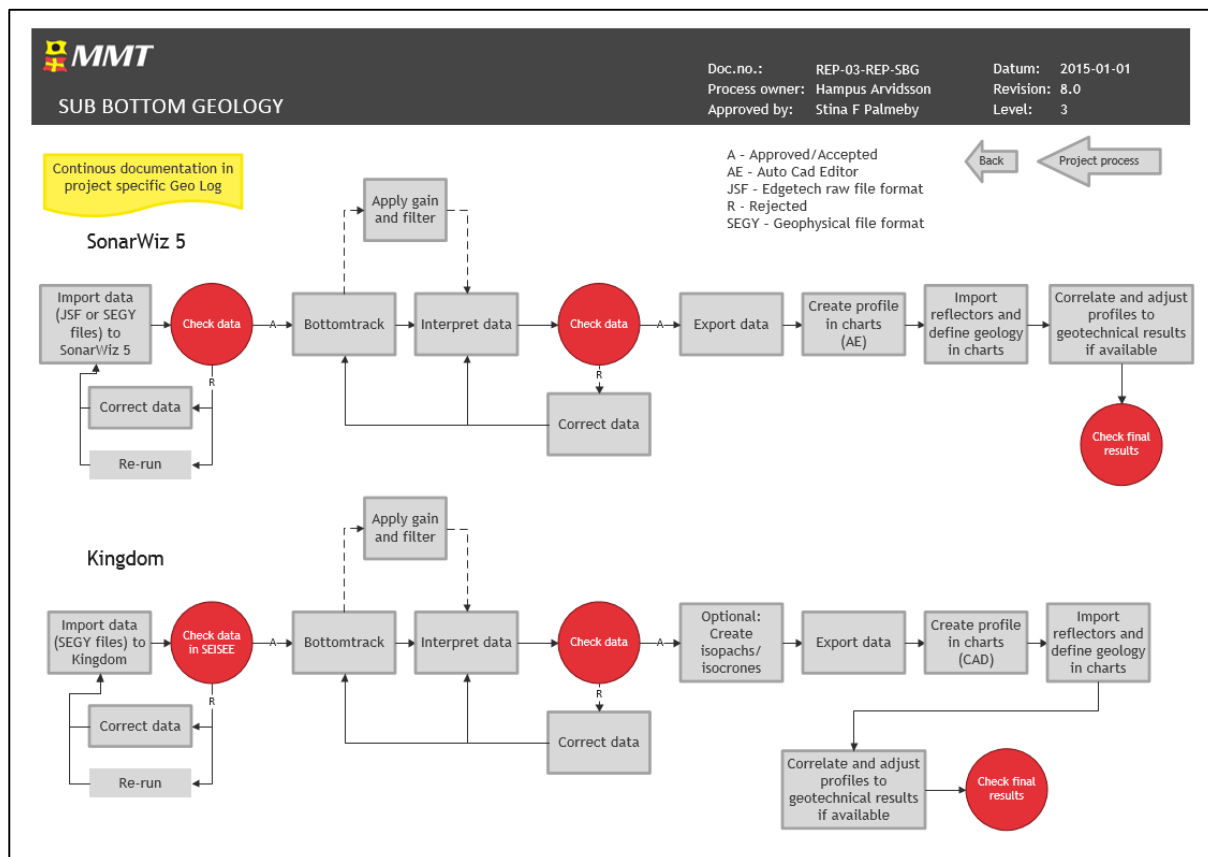 MMT
SUB BOTTOM GEOLOGY
Doc.no.: REP-03-REP-SBG
Process owner: Hampus Arvidsson
Approved by: Stina F Palmeby
Datum: 2015-01-01
Revision: 8.0
Level: 3
Continous documentation in
project specific Geo Log
A - Approved/Accepted
AE - Auto Cad Editor
JSF - Edgetech raw file format
R - Rejected
SEGY - Geophysical file format
Back
Project process
SonarWiz 5
Apply gain
and filter
Import data
(JSF or SEGY
files) to
SonarWiz 5
Check data
A
Bottomtrack
Interpret data
Check data
A
Export data
Create profile
in charts
(AE)
Import
reflectors and
define geology
in charts
Correlate and adjust
profiles to
geotechnical results
if available
R
Correct data
Re-run
R
Correct data
Check final
results
Kingdom
Apply gain
and filter
Import data
(SEGY files) to
Kingdom
Check data
in SEISEE
A
Bottomtrack
Interpret data
Check data
A
Optional:
Create
isopachs/
isocrones
Export data
Create profile
in charts
(CAD)
Import
reflectors and
define geology
in charts
R
Correct data
Re-run
R
Correct data
Correlate and adjust
profiles to
geotechnical results
if available
Check final
results